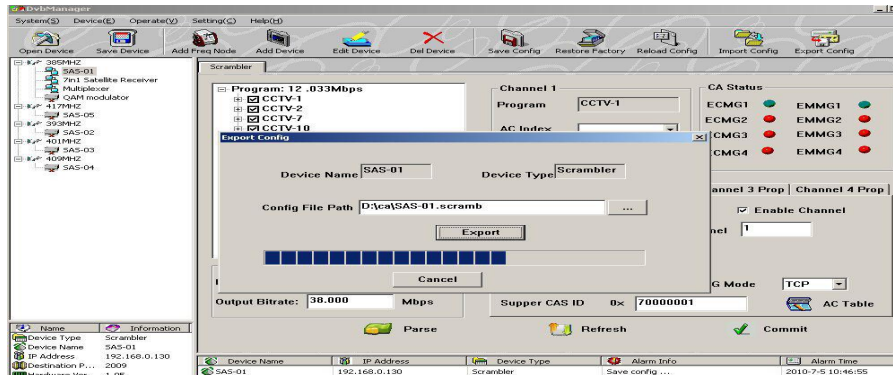 DvbManager
System(S) Device(E) Operate(V) Setting(C) Help(H)
Open Device Save Device Add Freq Node Add Device Edit Device Del Device Save Config Restore Factory Reload Config Import Config Export Config
385MHZ
SAS-01
7in1 Satellite Receiver
Multiplexer
QAM modulator
417MHZ
SAS-05
393MHZ
SAS-02
401MHZ
SAS-03
409MHZ
SAS-04
Scrambler
Program: 12 .033Mbps
CCTV-1
CCTV-2
CCTV-7
CCTV-10
Channel 1
Program CCTV-1
AC Index
CA Status
ECMG1 EMMG1
ECMG2 EMMG2
CMG3 EMMG3
CMG4 EMMG4
Export Config
Device Name SAS-01 Device Type Scrambler
Config File Path D:\ca\SAS-01.scramb ...
Export
Cancel
annel 3 Prop Channel 4 Prop
Enable Channel
nel 1
G Mode TCP
Output Bitrate: 38.000 Mbps
Supper CAS ID 0x 70000001
AC Table
Parse Refresh Commit
Name Information
Device Type Scrambler
Device Name SAS-01
IP Address 192.168.0.130
Destination P... 2009
Hardware Ver... 1.05
Device Name IP Address Device Type Alarm Info Alarm Time
SAS-01 192.168.0.130 Scrambler Save config ... 2010-7-5 10:46:55